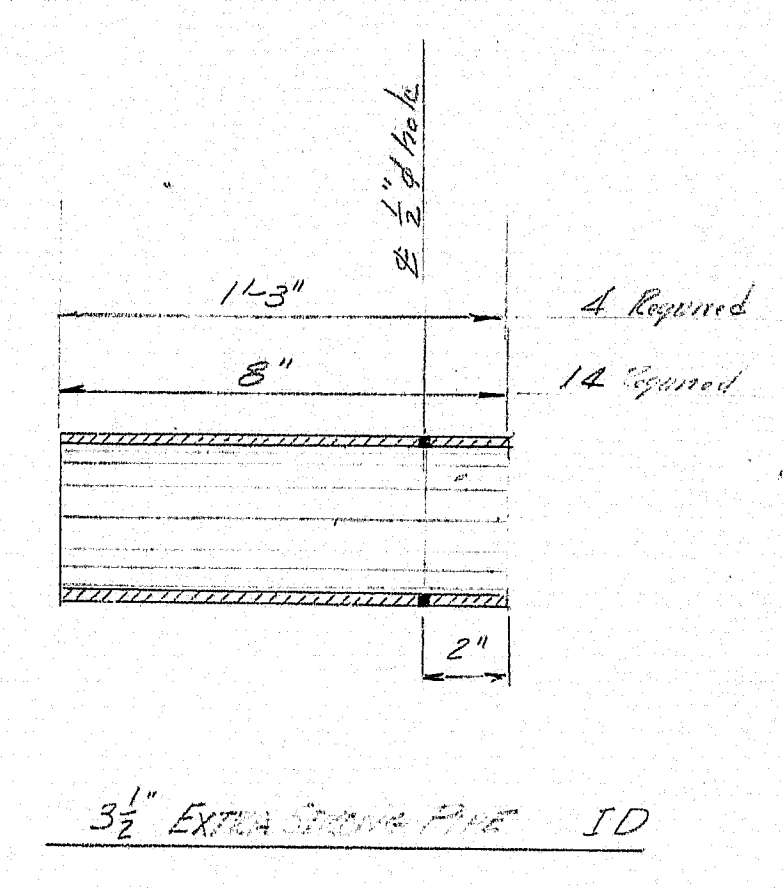 ℄ 1/2" ϕ hole
1'-3"
4 Required
8"
14 Required
2"
3 1/2" EXTRA STRONG PIPE ID